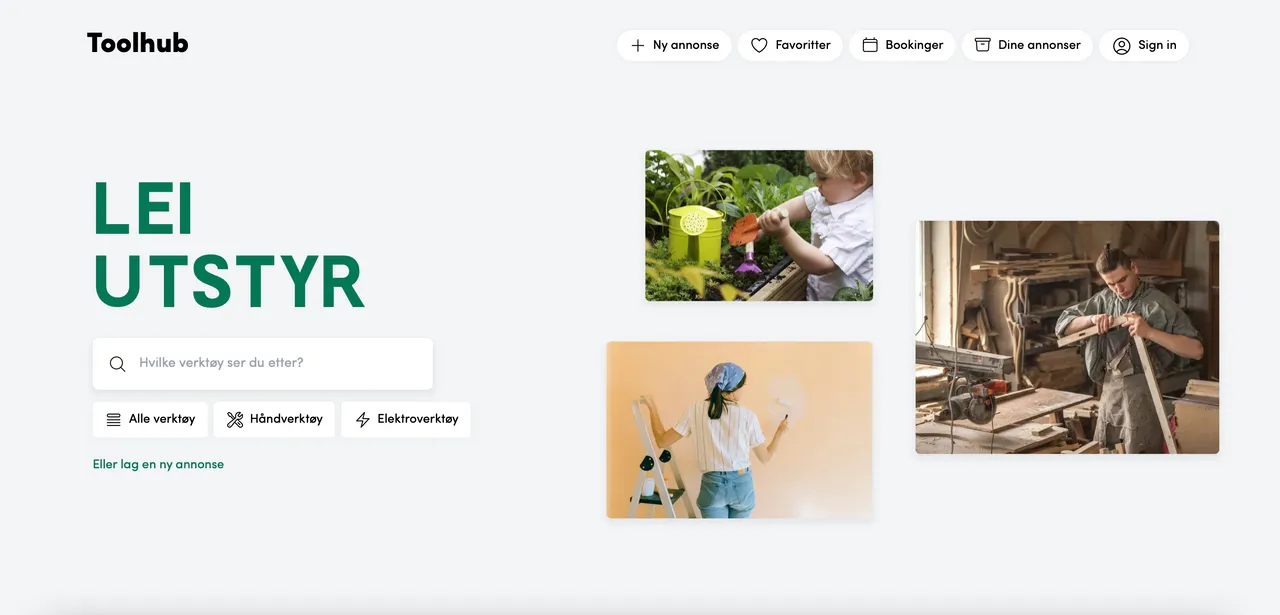 Toolhub
Ny annonse
Favoritter
Bookinger
Dine annonser
Sign in
LEI
UTSTYR
Hvilke verktøy ser du etter?
Alle verktøy
Håndverktøy
Elektroverktøy
Eller lag en ny annonse